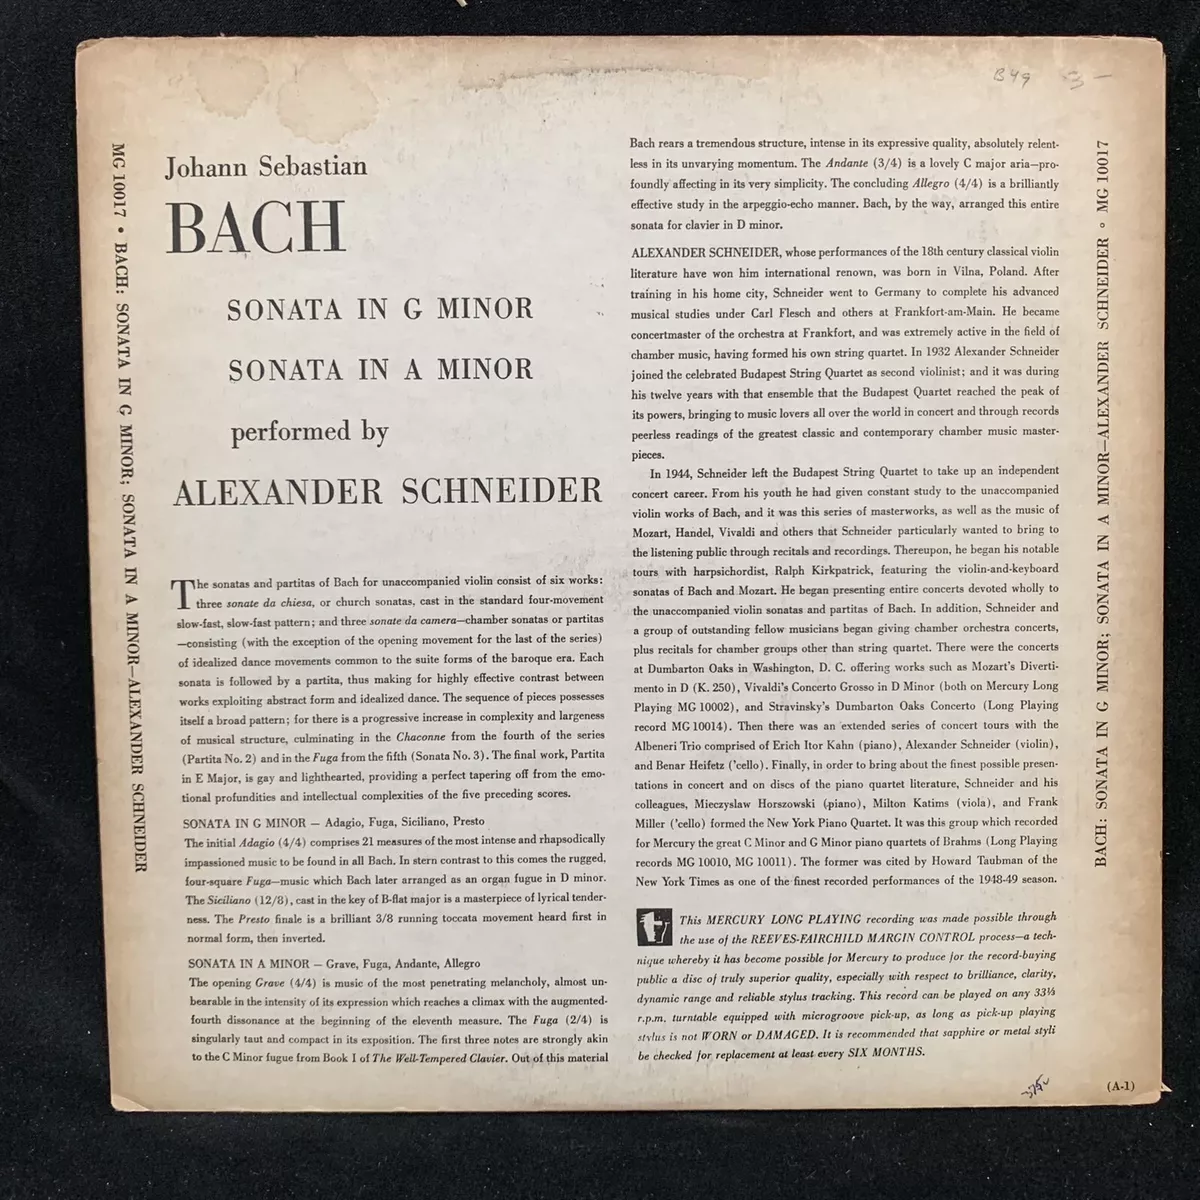 B49 3 —
MG 10017 • BACH: SONATA IN G MINOR; SONATA IN A MINOR—ALEXANDER SCHNEIDER
Johann Sebastian
BACH
SONATA IN G MINOR
SONATA IN A MINOR
performed by
ALEXANDER SCHNEIDER
The sonatas and partitas of Bach for unaccompanied violin consist of six works:
three sonate da chiesa, or church sonatas, cast in the standard four-movement
slow-fast, slow-fast pattern; and three sonate da camera—chamber sonatas or partitas
—consisting (with the exception of the opening movement for the last of the series)
of idealized dance movements common to the suite forms of the baroque era. Each
sonata is followed by a partita, thus making for highly effective contrast between
works exploiting abstract form and idealized dance. The sequence of pieces possesses
itself a broad pattern; for there is a progressive increase in complexity and largeness
of musical structure, culminating in the Chaconne from the fourth of the series
(Partita No. 2) and in the Fuga from the fifth (Sonata No. 3). The final work, Partita
in E Major, is gay and lighthearted, providing a perfect tapering off from the emo-
tional profundities and intellectual complexities of the five preceding scores.
SONATA IN G MINOR — Adagio, Fuga, Siciliano, Presto
The initial Adagio (4/4) comprises 21 measures of the most intense and rhapsodically
impassioned music to be found in all Bach. In stern contrast to this comes the rugged,
four-square Fuga—music which Bach later arranged as an organ fugue in D minor.
The Siciliano (12/8), cast in the key of B-flat major is a masterpiece of lyrical tender-
ness. The Presto finale is a brilliant 3/8 running toccata movement heard first in
normal form, then inverted.
SONATA IN A MINOR — Grave, Fuga, Andante, Allegro
The opening Grave (4/4) is music of the most penetrating melancholy, almost un-
bearable in the intensity of its expression which reaches a climax with the augmented-
fourth dissonance at the beginning of the eleventh measure. The Fuga (2/4) is
singularly taut and compact in its exposition. The first three notes are strongly akin
to the C Minor fugue from Book I of The Well-Tempered Clavier. Out of this material
Bach rears a tremendous structure, intense in its expressive quality, absolutely relent-
less in its unvarying momentum. The Andante (3/4) is a lovely C major aria—pro-
foundly affecting in its very simplicity. The concluding Allegro (4/4) is a brilliantly
effective study in the arpeggio-echo manner. Bach, by the way, arranged this entire
sonata for clavier in D minor.
ALEXANDER SCHNEIDER, whose performances of the 18th century classical violin
literature have won him international renown, was born in Vilna, Poland. After
training in his home city, Schneider went to Germany to complete his advanced
musical studies under Carl Flesch and others at Frankfort-am-Main. He became
concertmaster of the orchestra at Frankfort, and was extremely active in the field of
chamber music, having formed his own string quartet. In 1932 Alexander Schneider
joined the celebrated Budapest String Quartet as second violinist; and it was during
his twelve years with that ensemble that the Budapest Quartet reached the peak of
its powers, bringing to music lovers all over the world in concert and through records
peerless readings of the greatest classic and contemporary chamber music master-
pieces.
In 1944, Schneider left the Budapest String Quartet to take up an independent
concert career. From his youth he had given constant study to the unaccompanied
violin works of Bach, and it was this series of masterworks, as well as the music of
Mozart, Handel, Vivaldi and others that Schneider particularly wanted to bring to
the listening public through recitals and recordings. Thereupon, he began his notable
tours with harpsichordist, Ralph Kirkpatrick, featuring the violin-and-keyboard
sonatas of Bach and Mozart. He began presenting entire concerts devoted wholly to
the unaccompanied violin sonatas and partitas of Bach. In addition, Schneider and
a group of outstanding fellow musicians began giving chamber orchestra concerts,
plus recitals for chamber groups other than string quartet. There were the concerts
at Dumbarton Oaks in Washington, D. C. offering works such as Mozart's Diverti-
mento in D (K. 250), Vivaldi's Concerto Grosso in D Minor (both on Mercury Long
Playing MG 10002), and Stravinsky's Dumbarton Oaks Concerto (Long Playing
record MG 10014). Then there was an extended series of concert tours with the
Albeneri Trio comprised of Erich Itor Kahn (piano), Alexander Schneider (violin),
and Benar Heifetz ('cello). Finally, in order to bring about the finest possible presen-
tations in concert and on discs of the piano quartet literature, Schneider and his
colleagues, Mieczyslaw Horszowski (piano), Milton Katims (viola), and Frank
Miller ('cello) formed the New York Piano Quartet. It was this group which recorded
for Mercury the great C Minor and G Minor piano quartets of Brahms (Long Playing
records MG 10010, MG 10011). The former was cited by Howard Taubman of the
New York Times as one of the finest recorded performances of the 1948-49 season.
This MERCURY LONG PLAYING recording was made possible through
the use of the REEVES-FAIRCHILD MARGIN CONTROL process—a tech-
nique whereby it has become possible for Mercury to produce for the record-buying
public a disc of truly superior quality, especially with respect to brilliance, clarity,
dynamic range and reliable stylus tracking. This record can be played on any 33⅓
r.p.m. turntable equipped with microgroove pick-up, as long as pick-up playing
stylus is not WORN or DAMAGED. It is recommended that sapphire or metal styli
be checked for replacement at least every SIX MONTHS.
BACH: SONATA IN G MINOR; SONATA IN A MINOR—ALEXANDER SCHNEIDER • MG 10017
(A-1)